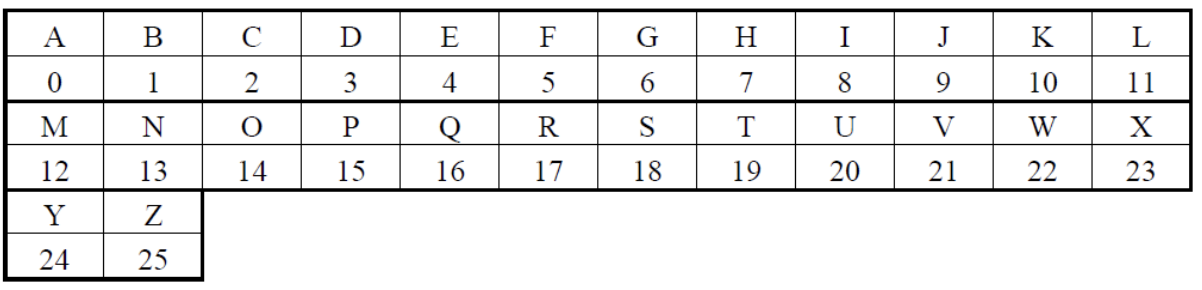 A B C D E F G H I J K L
0 1 2 3 4 5 6 7 8 9 10 11
M N O P Q R S T U V W X
12 13 14 15 16 17 18 19 20 21 22 23
Y Z
24 25